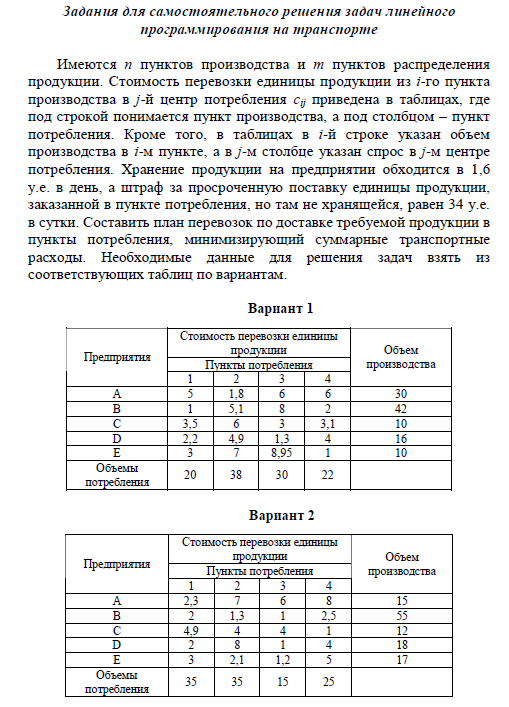 Задания для самостоятельного решения задач линейного
программирования на транспорте
Имеются n пунктов производства и m пунктов распределения
продукции. Стоимость перевозки единицы продукции из i-го пункта
производства в j-й центр потребления cij приведена в таблицах, где
под строкой понимается пункт производства, а под столбцом – пункт
потребления. Кроме того, в таблицах в i-й строке указан объем
производства в i-м пункте, а в j-м столбце указан спрос в j-м центре
потребления. Хранение продукции на предприятии обходится в 1,6
у.е. в день, а штраф за просроченную поставку единицы продукции,
заказанной в пункте потребления, но там не хранящейся, равен 34 у.е.
в сутки. Составить план перевозок по доставке требуемой продукции в
пункты потребления, минимизирующий суммарные транспортные
расходы. Необходимые данные для решения задач взять из
соответствующих таблиц по вариантам.
Вариант 1
Предприятия
Стоимость перевозки единицы
продукции
Объем
производства
Пункты потребления
1 2 3 4
A 5 1,8 6 6 30
B 1 5,1 8 2 42
C 3,5 6 3 3,1 10
D 2,2 4,9 1,3 4 16
E 3 7 8,95 1 10
Объемы
потребления
20 38 30 22
Вариант 2
Предприятия
Стоимость перевозки единицы
продукции
Объем
производства
Пункты потребления
1 2 3 4
A 2,3 7 6 8 15
B 2 1,3 1 2,5 55
C 4,9 4 4 1 12
D 2 8 1 4 18
E 3 2,1 1,2 5 17
Объемы
потребления
35 35 15 25